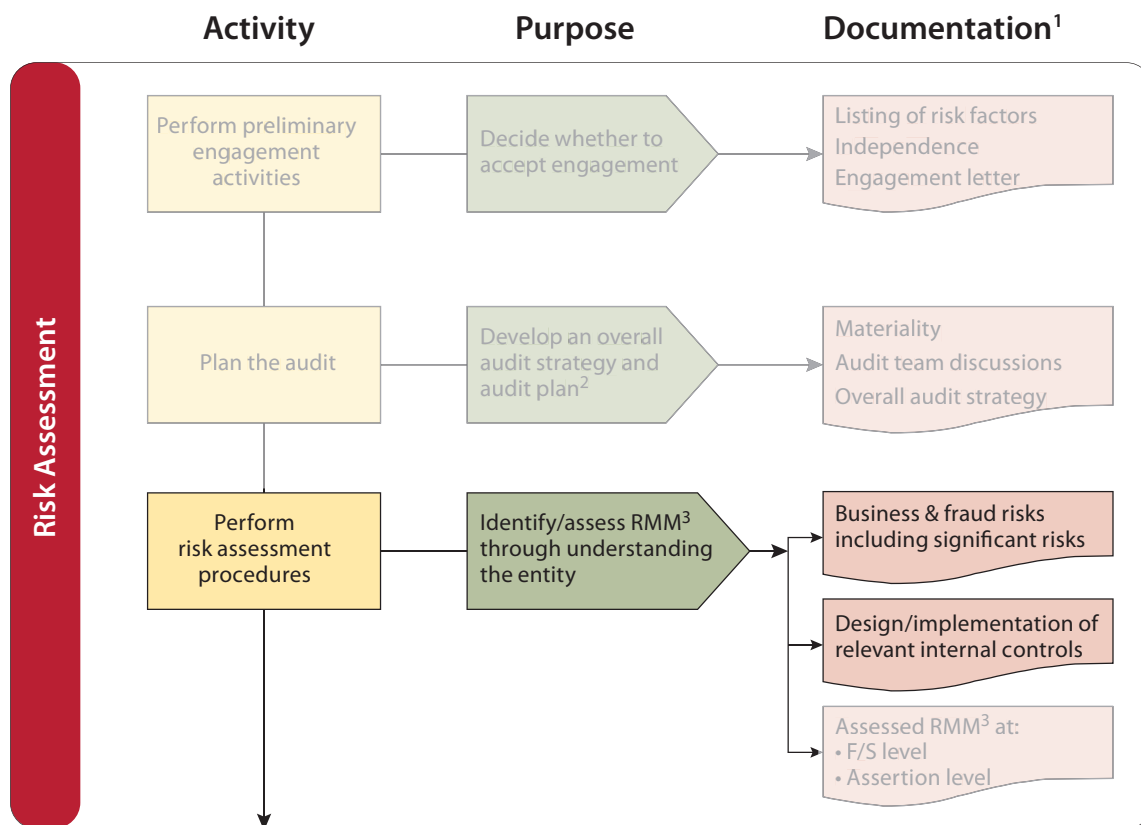 Activity
Purpose
Documentation¹
Risk Assessment
Perform preliminary
engagement
activities
Decide whether to
accept engagement
Listing of risk factors
Independence
Engagement letter
Plan the audit
Develop an overall
audit strategy and
audit plan²
Materiality
Audit team discussions
Overall audit strategy
Perform
risk assessment
procedures
Identify/assess RMM³
through understanding
the entity
Business & fraud risks
including significant risks
Design/implementation of
relevant internal controls
Assessed RMM³ at:
• F/S level
• Assertion level